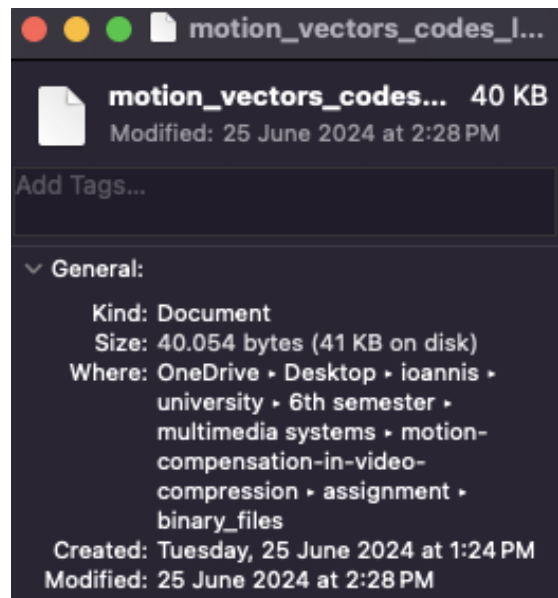 motion_vectors_codes_l...
motion_vectors_codes... 40 KB
Modified: 25 June 2024 at 2:28 PM
Add Tags...
General:
Kind: Document
Size: 40.054 bytes (41 KB on disk)
Where: OneDrive ‣ Desktop ‣ ioannis ‣
university ‣ 6th semester ‣
multimedia systems ‣ motion-
compensation-in-video-
compression ‣ assignment ‣
binary_files
Created: Tuesday, 25 June 2024 at 1:24 PM
Modified: 25 June 2024 at 2:28 PM